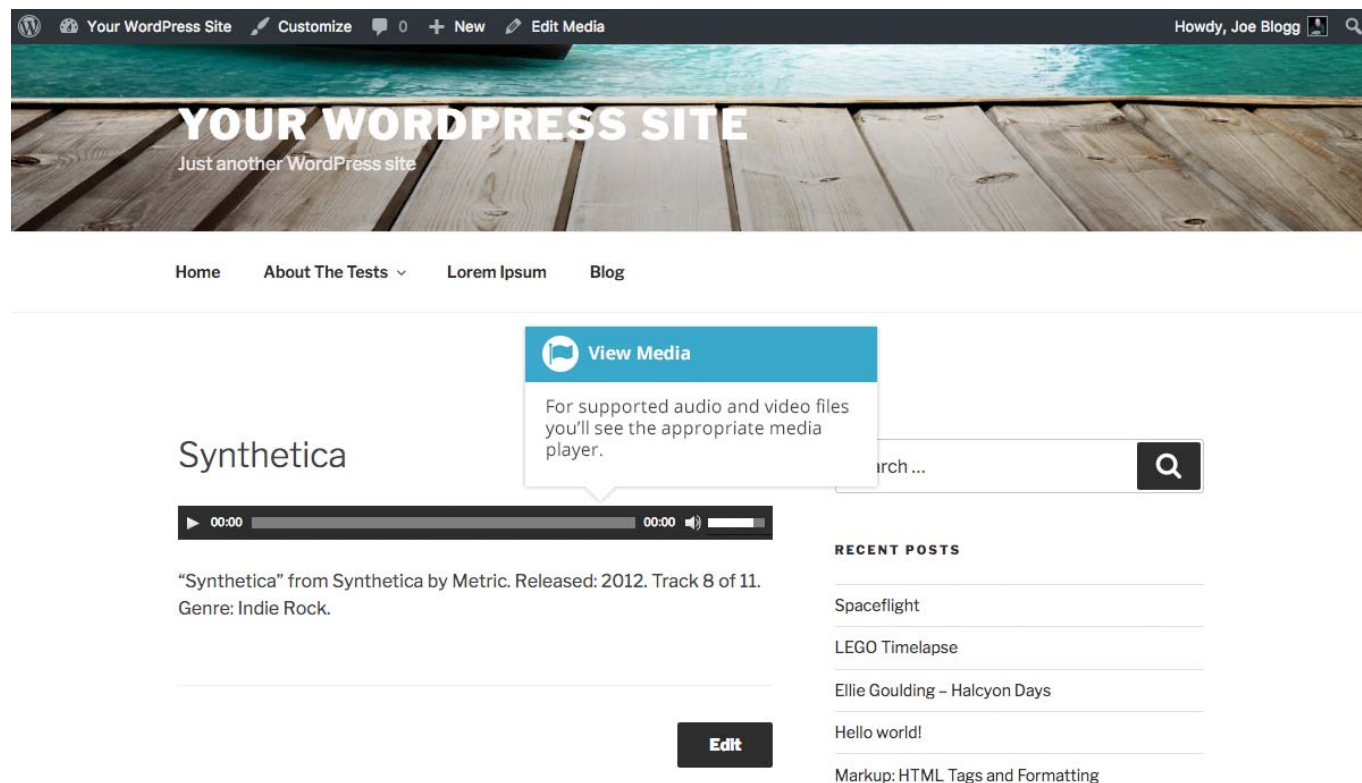 Your WordPress Site Customize 0 New Edit Media Howdy, Joe Blogg
YOUR WORDPRESS SITE
Just another WordPress site
Home About The Tests Lorem Ipsum Blog
View Media
For supported audio and video files
you'll see the appropriate media
player.
Synthetica
rch ...
00:00 00:00
“Synthetica” from Synthetica by Metric. Released: 2012. Track 8 of 11.
Genre: Indie Rock.
Edit
RECENT POSTS
Spaceflight
LEGO Timelapse
Ellie Goulding – Halcyon Days
Hello world!
Markup: HTML Tags and Formatting